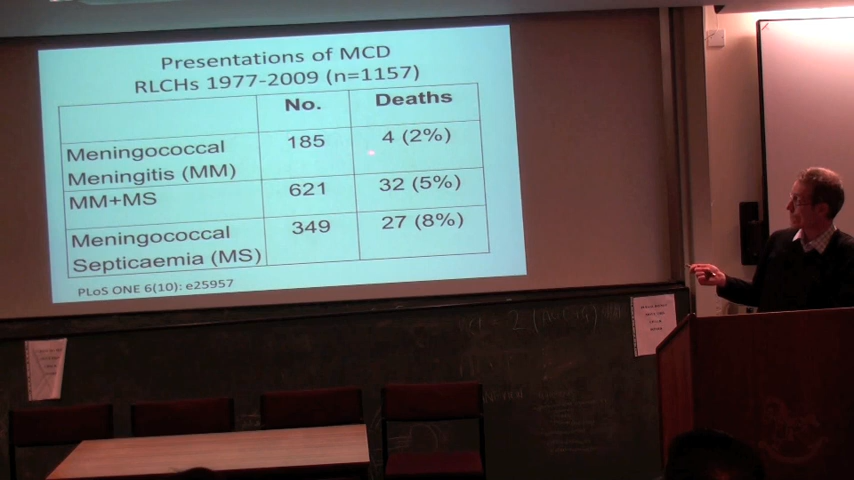 Presentations of MCD
RLCHs 1977-2009 (n=1157)
No. Deaths
Meningococcal
Meningitis (MM) 185 4 (2%)
MM+MS 621 32 (5%)
Meningococcal
Septicaemia (MS) 349 27 (8%)
PLoS ONE 6(10): e25957